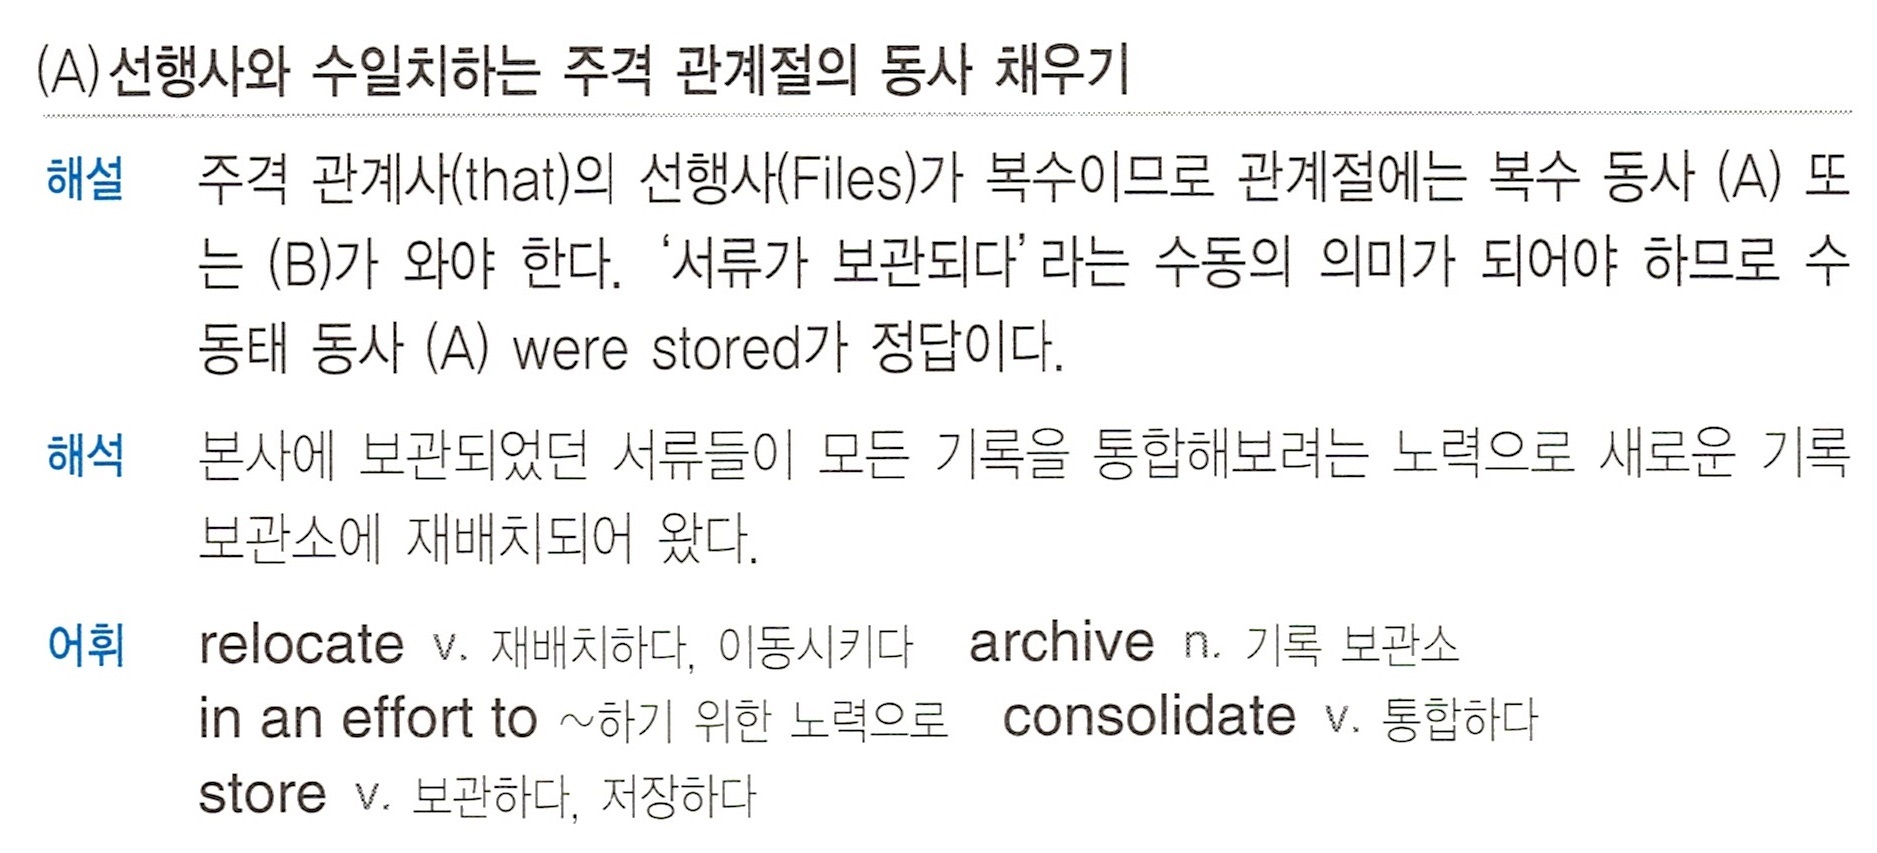 (A) 선행사와 수일치하는 주격 관계절의 동사 채우기
해설 주격 관계사(that)의 선행사(Files)가 복수이므로 관계절에는 복수 동사 (A) 또
는 (B)가 와야 한다. ‘서류가 보관되다’라는 수동의 의미가 되어야 하므로 수
동태 동사 (A) were stored가 정답이다.
해석 본사에 보관되었던 서류들이 모든 기록을 통합해보려는 노력으로 새로운 기록
보관소에 재배치되어 왔다.
어휘 relocate v. 재배치하다, 이동시키다 archive n. 기록 보관소
in an effort to ~하기 위한 노력으로 consolidate v. 통합하다
store v. 보관하다, 저장하다